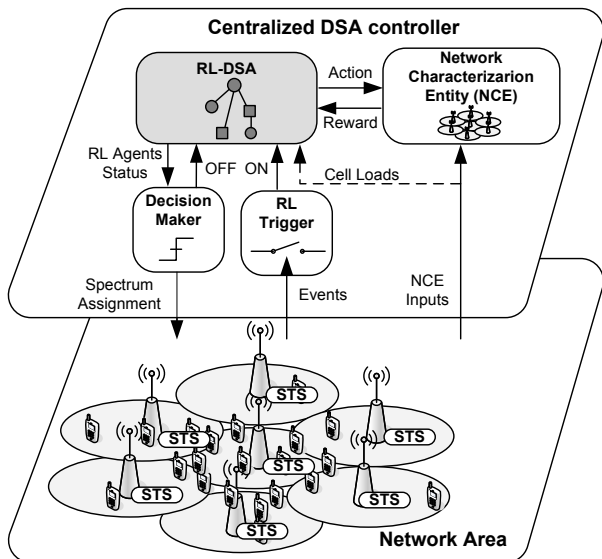 Centralized DSA controller
RL-DSA
Action
Reward
Network
Characterizarion
Entity (NCE)
RL Agents
Status
OFF
ON
Cell Loads
Decision
Maker
RL
Trigger
Spectrum
Assignment
Events
NCE
Inputs
STS
STS
STS
STS
STS
STS
STS
Network Area